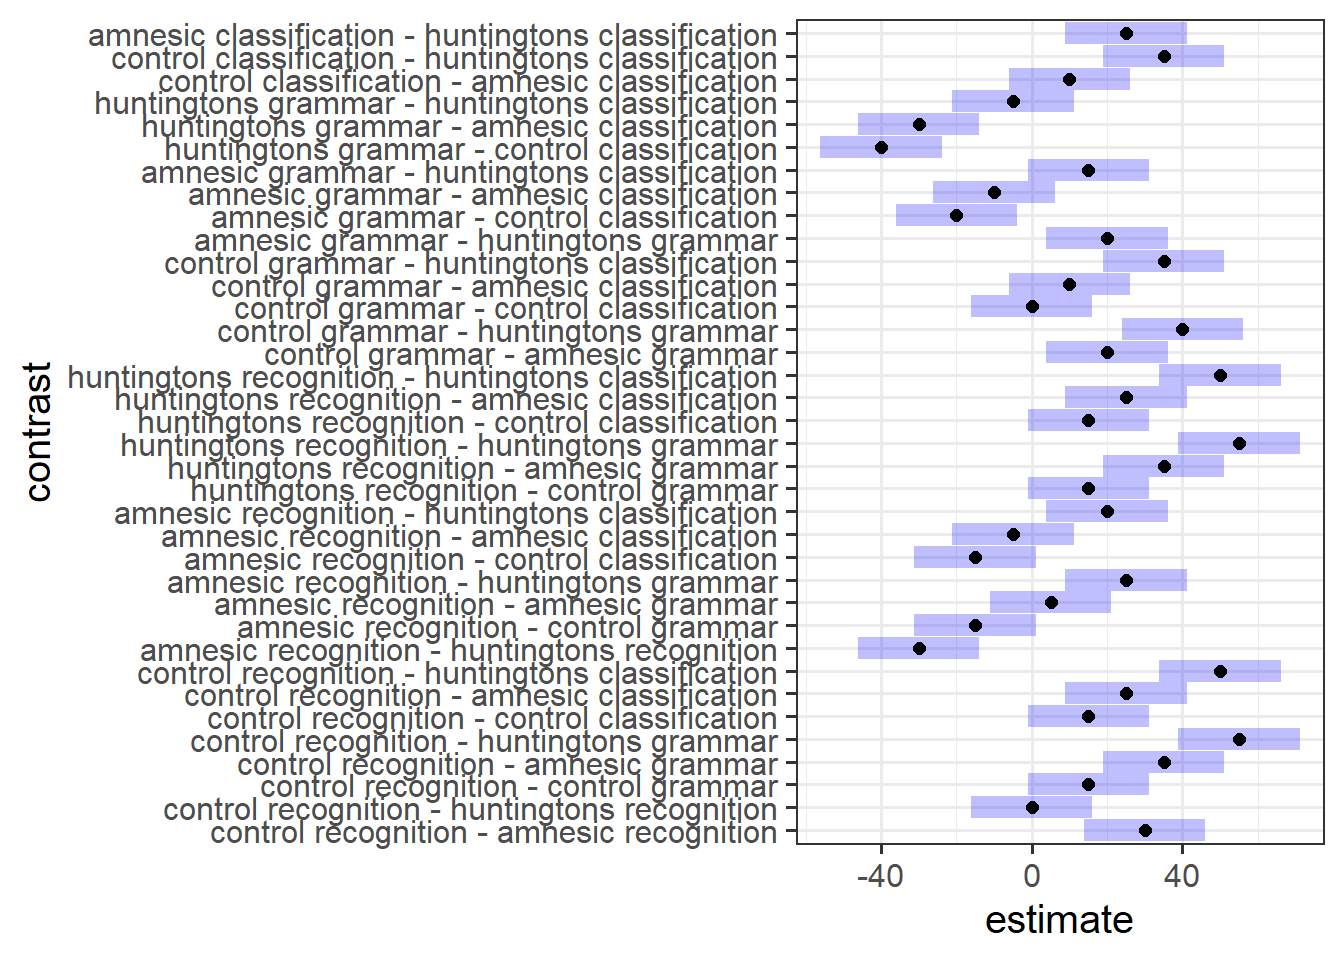 amnesic classification - huntingtons classification
control classification - huntingtons classification
control classification - amnesic classification
huntingtons grammar - huntingtons classification
huntingtons grammar - amnesic classification
huntingtons grammar - control classification
amnesic grammar - huntingtons classification
amnesic grammar - amnesic classification
amnesic grammar - control classification
amnesic grammar - huntingtons grammar
control grammar - huntingtons classification
control grammar - amnesic classification
control grammar - control classification
control grammar - huntingtons grammar
control grammar - amnesic grammar
huntingtons recognition - huntingtons classification
huntingtons recognition - amnesic classification
huntingtons recognition - control classification
huntingtons recognition - huntingtons grammar
huntingtons recognition - amnesic grammar
huntingtons recognition - control grammar
amnesic recognition - huntingtons classification
amnesic recognition - amnesic classification
amnesic recognition - control classification
amnesic recognition - huntingtons grammar
amnesic recognition - amnesic grammar
amnesic recognition - control grammar
amnesic recognition - huntingtons recognition
control recognition - huntingtons classification
control recognition - amnesic classification
control recognition - control classification
control recognition - huntingtons grammar
control recognition - amnesic grammar
control recognition - control grammar
control recognition - huntingtons recognition
control recognition - amnesic recognition
contrast
-40 0 40
estimate